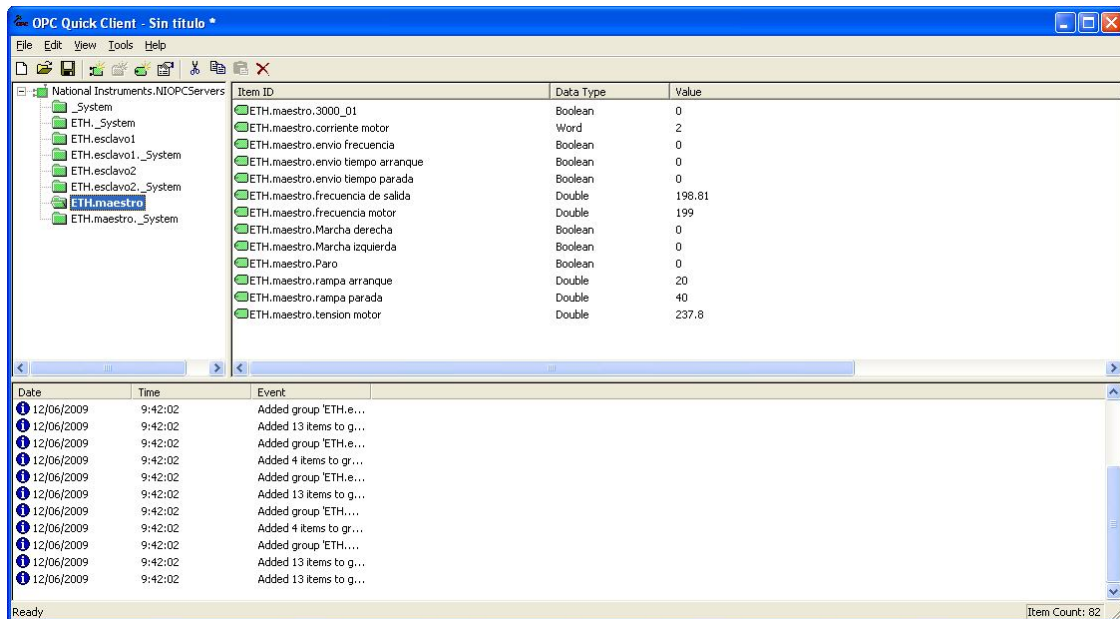 OPC Quick Client - Sin título *
File Edit View Tools Help
National Instruments.NIOPCServers
_System
ETH._System
ETH.esclavo1
ETH.esclavo1._System
ETH.esclavo2
ETH.esclavo2._System
ETH.maestro
ETH.maestro._System
Item ID Data Type Value
ETH.maestro.3000_01 Boolean 0
ETH.maestro.corriente motor Word 2
ETH.maestro.envio frecuencia Boolean 0
ETH.maestro.envio tiempo arranque Boolean 0
ETH.maestro.envio tiempo parada Boolean 0
ETH.maestro.frecuencia de salida Double 198.81
ETH.maestro.frecuencia motor Double 199
ETH.maestro.Marcha derecha Boolean 0
ETH.maestro.Marcha izquierda Boolean 0
ETH.maestro.Paro Boolean 0
ETH.maestro.rampa arranque Double 20
ETH.maestro.rampa parada Double 40
ETH.maestro.tension motor Double 237.8
Date Time Event
12/06/2009 9:42:02 Added group 'ETH.e...
12/06/2009 9:42:02 Added 13 items to g...
12/06/2009 9:42:02 Added group 'ETH.e...
12/06/2009 9:42:02 Added 4 items to gr...
12/06/2009 9:42:02 Added group 'ETH.e...
12/06/2009 9:42:02 Added 13 items to g...
12/06/2009 9:42:02 Added group 'ETH....
12/06/2009 9:42:02 Added 4 items to gr...
12/06/2009 9:42:02 Added group 'ETH....
12/06/2009 9:42:02 Added 13 items to g...
12/06/2009 9:42:02 Added 13 items to g...
Ready Item Count: 82